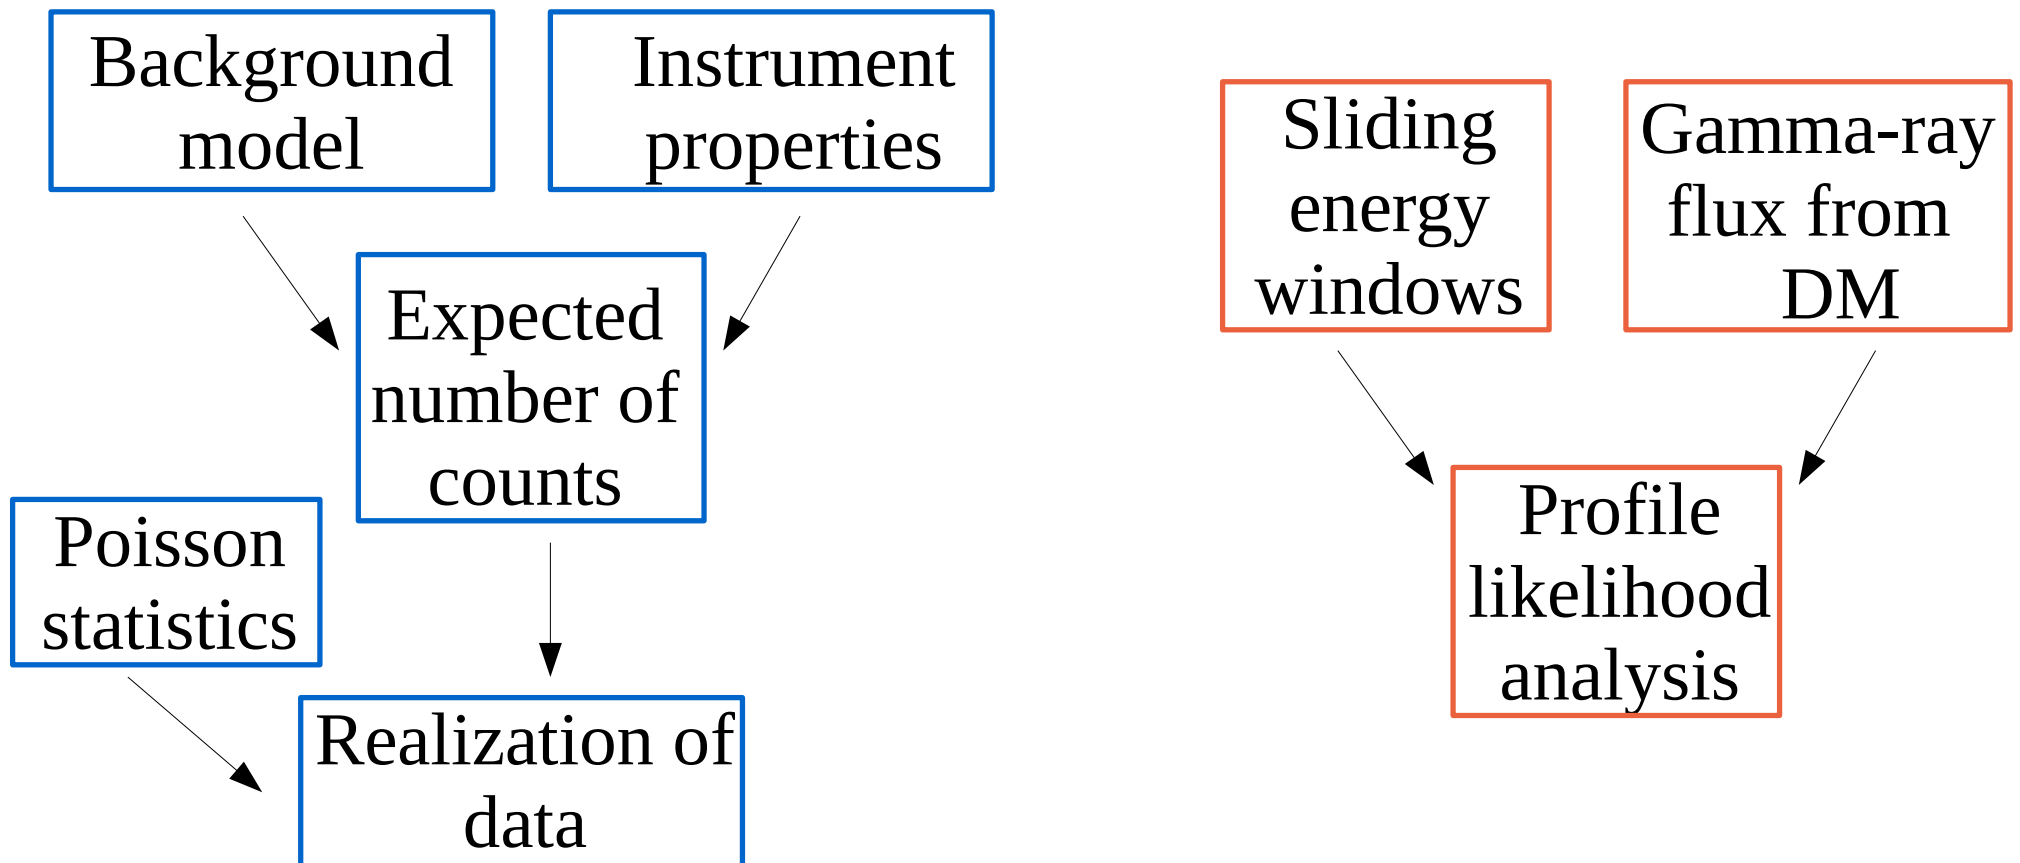 Background
model
Instrument
properties
Expected
number of
counts
Poisson
statistics
Realization of
data
Sliding
energy
windows
Gamma-ray
flux from
DM
Profile
likelihood
analysis